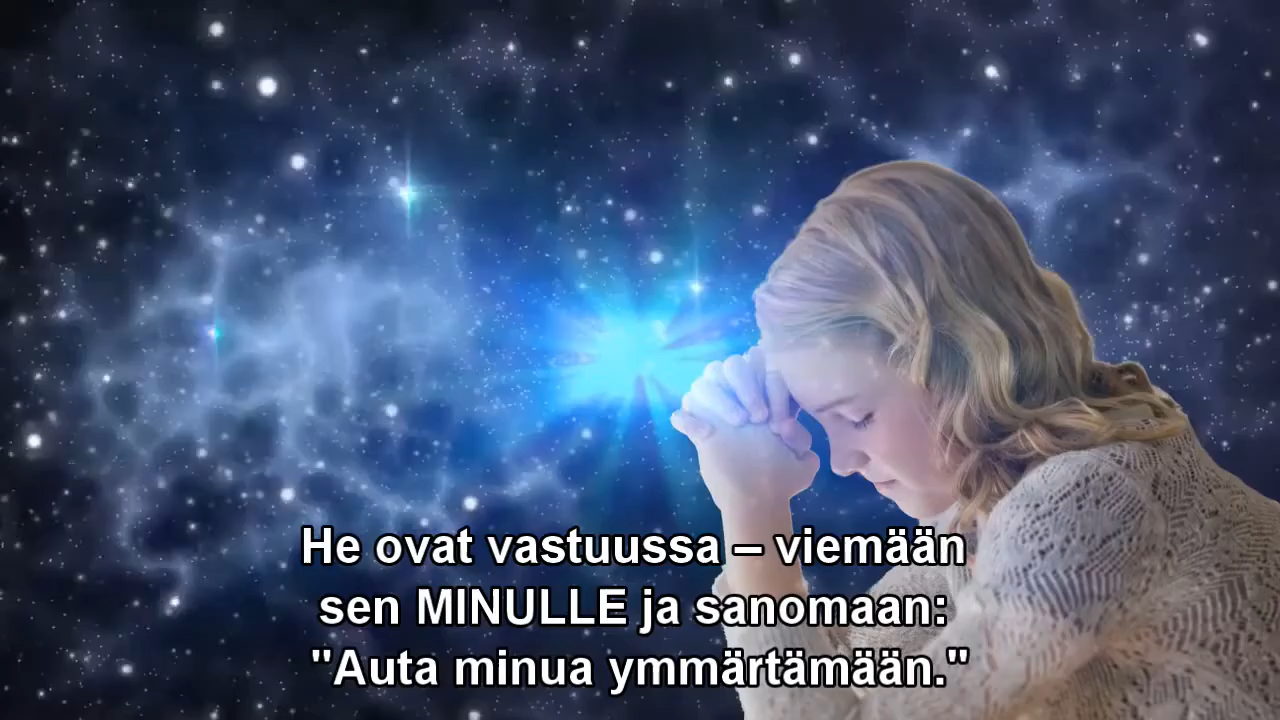 He ovat vastuussa – viemään
sen MINULLE ja sanomaan:
"Auta minua ymmärtämään."